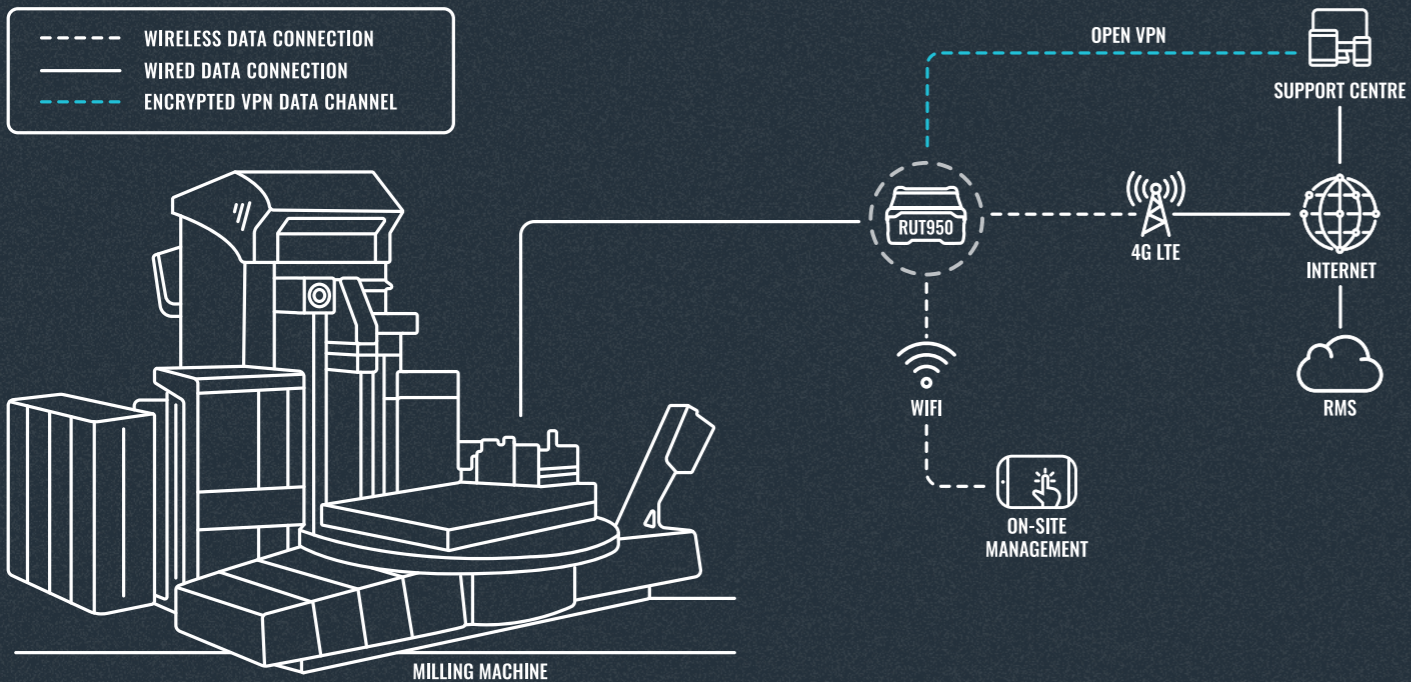 WIRELESS DATA CONNECTION
WIRED DATA CONNECTION
ENCRYPTED VPN DATA CHANNEL
OPEN VPN
SUPPORT CENTRE
RUT950
4G LTE
INTERNET
WIFI
RMS
ON-SITE
MANAGEMENT
MILLING MACHINE